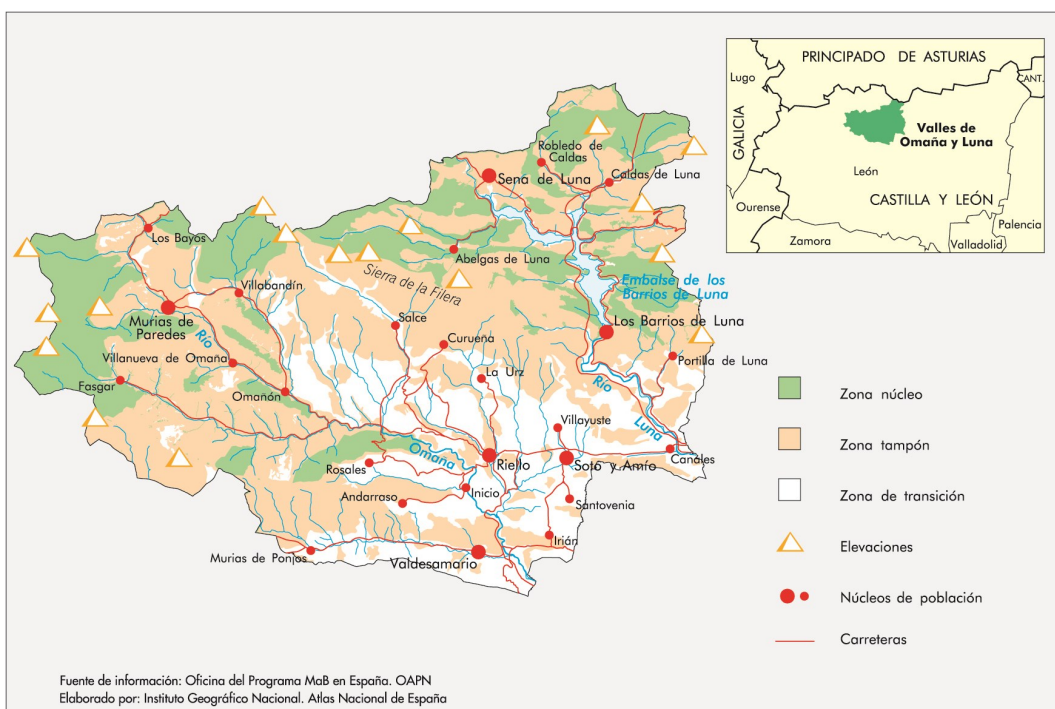 PRINCIPADO DE ASTURIAS
Lugo
CANT.
GALICIA
Valles de
Omaña y Luna
León
CASTILLA Y LEÓN
Ourense
Palencia
Zamora
Valladolid
Robledo de
Caldas
Sena de Luna
Caldas de Luna
Los Bayos
Abelgas de Luna
Sierra de la Filera
Embalse de los
Barrios de Luna
Villabandín
Murias de
Paredes
Salce
Los Barrios de Luna
Río
Curueña
Villanueva de Omaña
Portilla de Luna
Fasgar
La Urz
Río
Omañón
Luna
Villayuste
Omaña
Canales
Rosales
Riello
Soto y Amío
Inicio
Andarraso
Santovenia
Irián
Murias de Ponjos
Valdesamario
Zona núcleo
Zona tampón
Zona de transición
Elevaciones
Núcleos de población
Carreteras
Fuente de información: Oficina del Programa MaB en España. OAPN
Elaborado por: Instituto Geográfico Nacional. Atlas Nacional de España